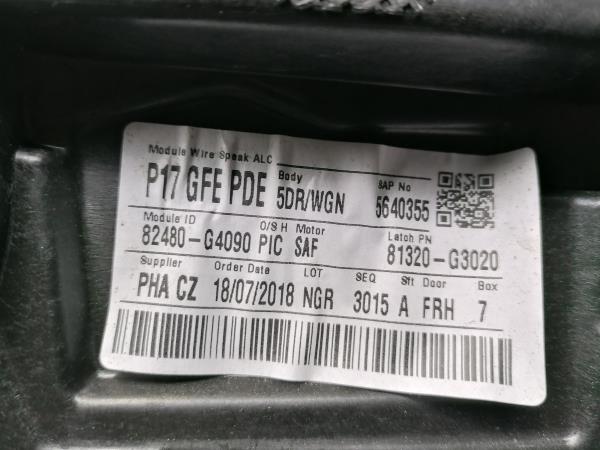 Module Wire Speak ALC Body SAP No
P17 GFE PDE 5DR/WGN 5640355
Module ID O/S H Motor Latch PN
82480-G4090 PIC SAF 81320-G3020
Supplier Order Date LOT SEQ Sft Door Box
PHA CZ 18/07/2018 NGR 3015 A FRH 7